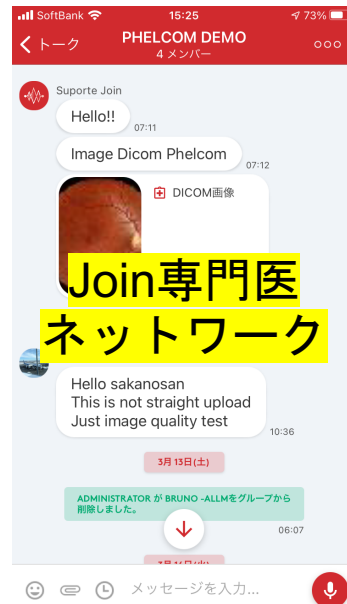 SoftBank 15:25 73%
トーク PHELCOM DEMO
4 メンバー
Suporte Join
Hello!!
07:11
Image Dicom Phelcom
07:12
DICOM画像
Join専門医
ネットワーク
Hello sakanosan
This is not straight upload
Just image quality test
10:36
3月 13日(土)
ADMINISTRATOR が BRUNO -ALLMをグループから
削除しました。
06:07
メッセージを入力...